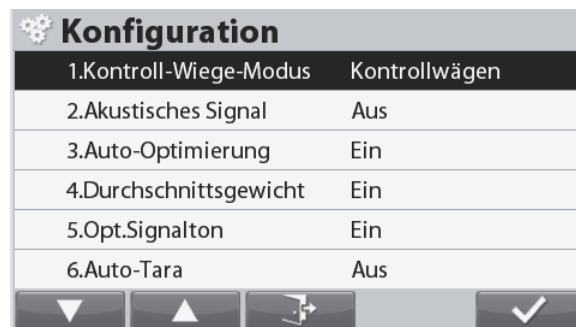 Konfiguration
1.Kontroll-Wiege-Modus Kontrollwägen
2.Akustisches Signal Aus
3.Auto-Optimierung Ein
4.Durchschnittsgewicht Ein
5.Opt.Signalton Ein
6.Auto-Tara Aus